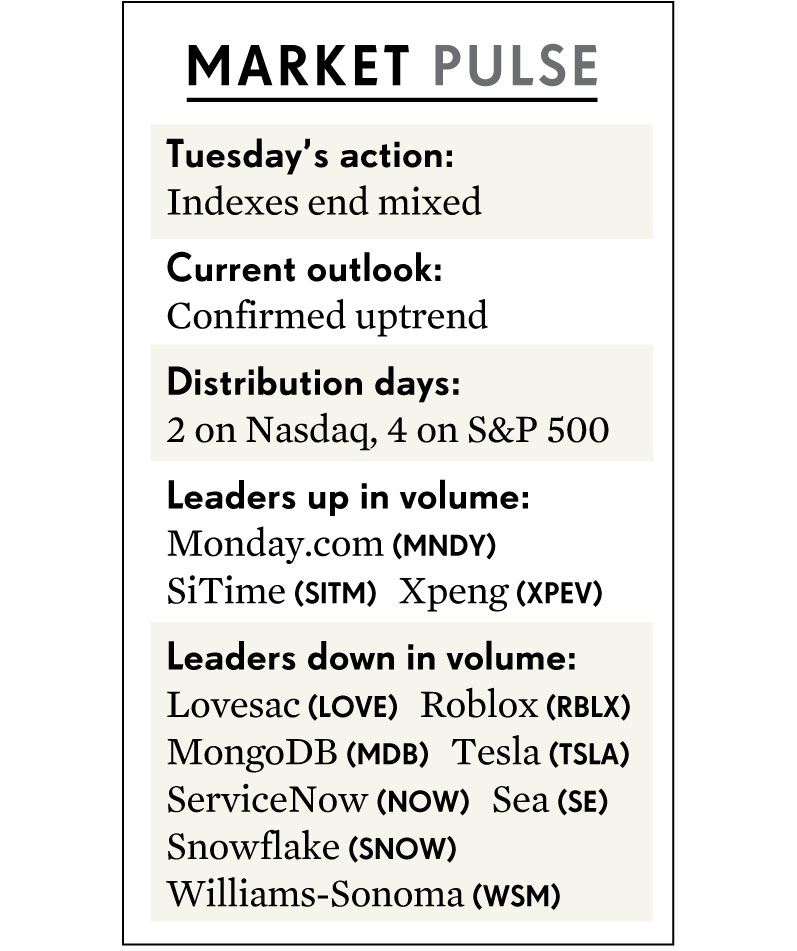 MARKET PULSE
Tuesday’s action:
Indexes end mixed
Current outlook:
Confirmed uptrend
Distribution days:
2 on Nasdaq, 4 on S&P 500
Leaders up in volume:
Monday.com (MNDY)
SiTime (SITM) Xpeng (XPEV)
Leaders down in volume:
Lovesac (LOVE) Roblox (RBLX)
MongoDB (MDB) Tesla (TSLA)
ServiceNow (NOW) Sea (SE)
Snowflake (SNOW)
Williams-Sonoma (WSM)